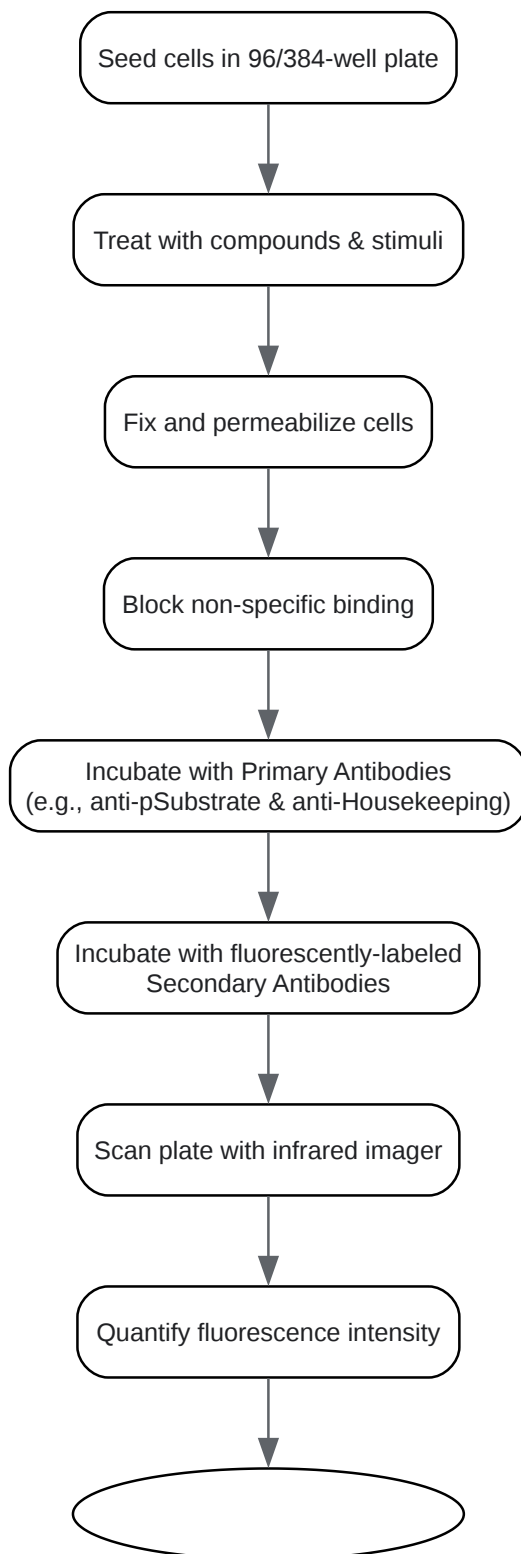 Seed cells in 96/384-well plate
Treat with compounds & stimuli
Fix and permeabilize cells
Block non-specific binding
Incubate with Primary Antibodies
(e.g., anti-pSubstrate & anti-Housekeeping)
Incubate with fluorescently-labeled
Secondary Antibodies
Scan plate with infrared imager
Quantify fluorescence intensity